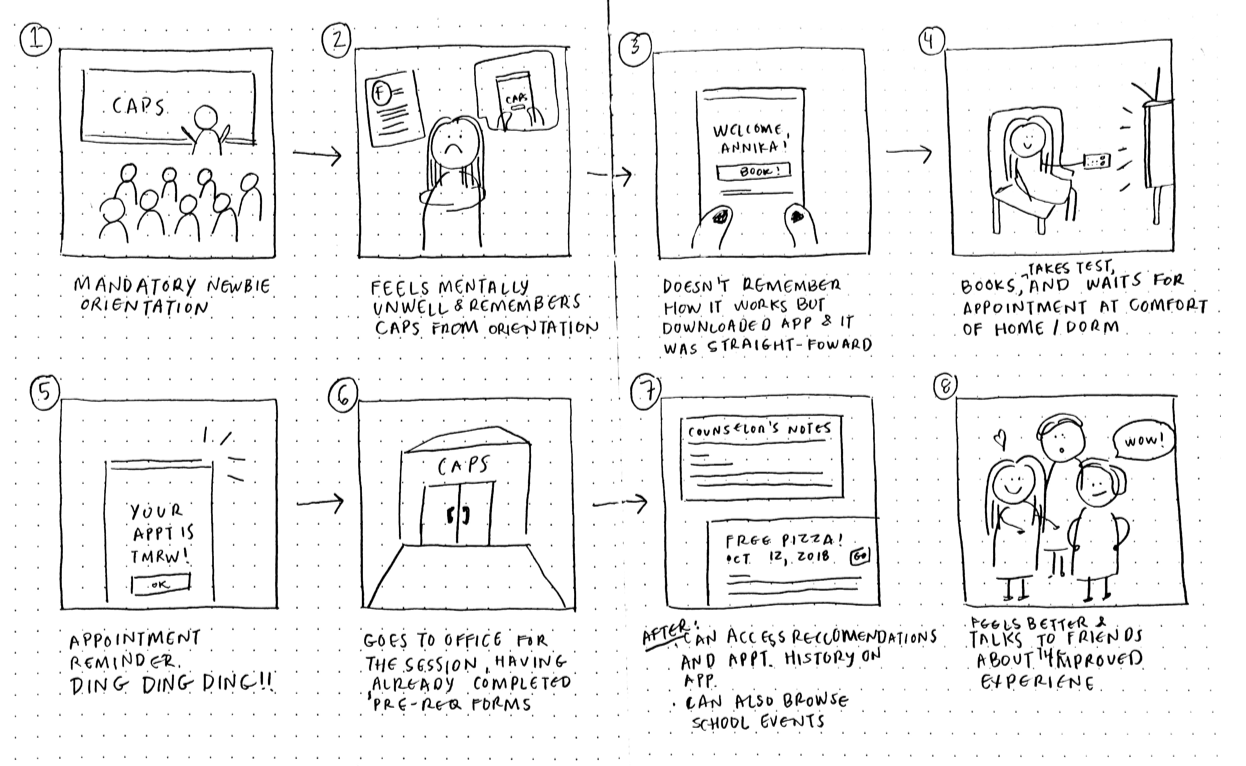 1
CAPS
MANDATORY NEWBIE
ORIENTATION
2
F
CAPS
FEELS MENTALLY
UNWELL & REMEMBERS
CAPS FROM ORIENTATION
3
WELCOME,
ANNIKA!
BOOK!
DOESN'T REMEMBER
HOW IT WORKS BUT
DOWNLOADED APP & IT
WAS STRAIGHT-FOWARD
4
BOOKS, TAKES TEST, AND WAITS FOR
APPOINTMENT AT COMFORT
OF HOME / DORM
5
YOUR
APPT IS
TMRW!
OK
APPOINTMENT
REMINDER.
DING DING DING!!
6
CAPS
GOES TO OFFICE FOR
THE SESSION, HAVING
ALREADY COMPLETED
PRE-REQ FORMS
7
COUNSELOR'S NOTES
FREE PIZZA!
OCT 12, 2018 GO
AFTER:
· CAN ACCESS RECCOMENDATIONS
AND APPT. HISTORY ON
APP.
· CAN ALSO BROWSE
SCHOOL EVENTS
8
WOW!
FEELS BETTER &
TALKS TO FRIENDS
ABOUT IMPROVED
EXPERIENE